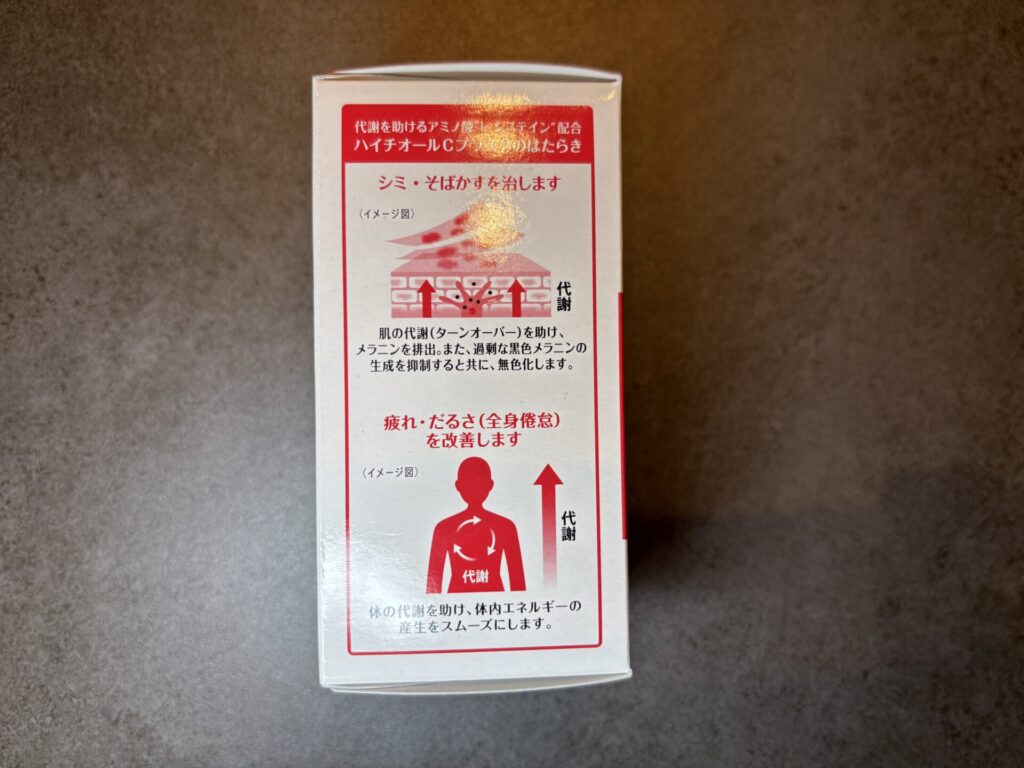 代謝を助けるアミノ酸"L-システイン"配合
ハイチオールCプラス2のはたらき
シミ・そばかすを治します
〈イメージ図〉
代謝
肌の代謝(ターンオーバー)を助け、
メラニンを排出。また、過剰な黒色メラニンの
生成を抑制すると共に、無色化します。
疲れ・だるさ(全身倦怠)
を改善します
〈イメージ図〉
代謝
代謝
体の代謝を助け、体内エネルギーの
産生をスムーズにします。